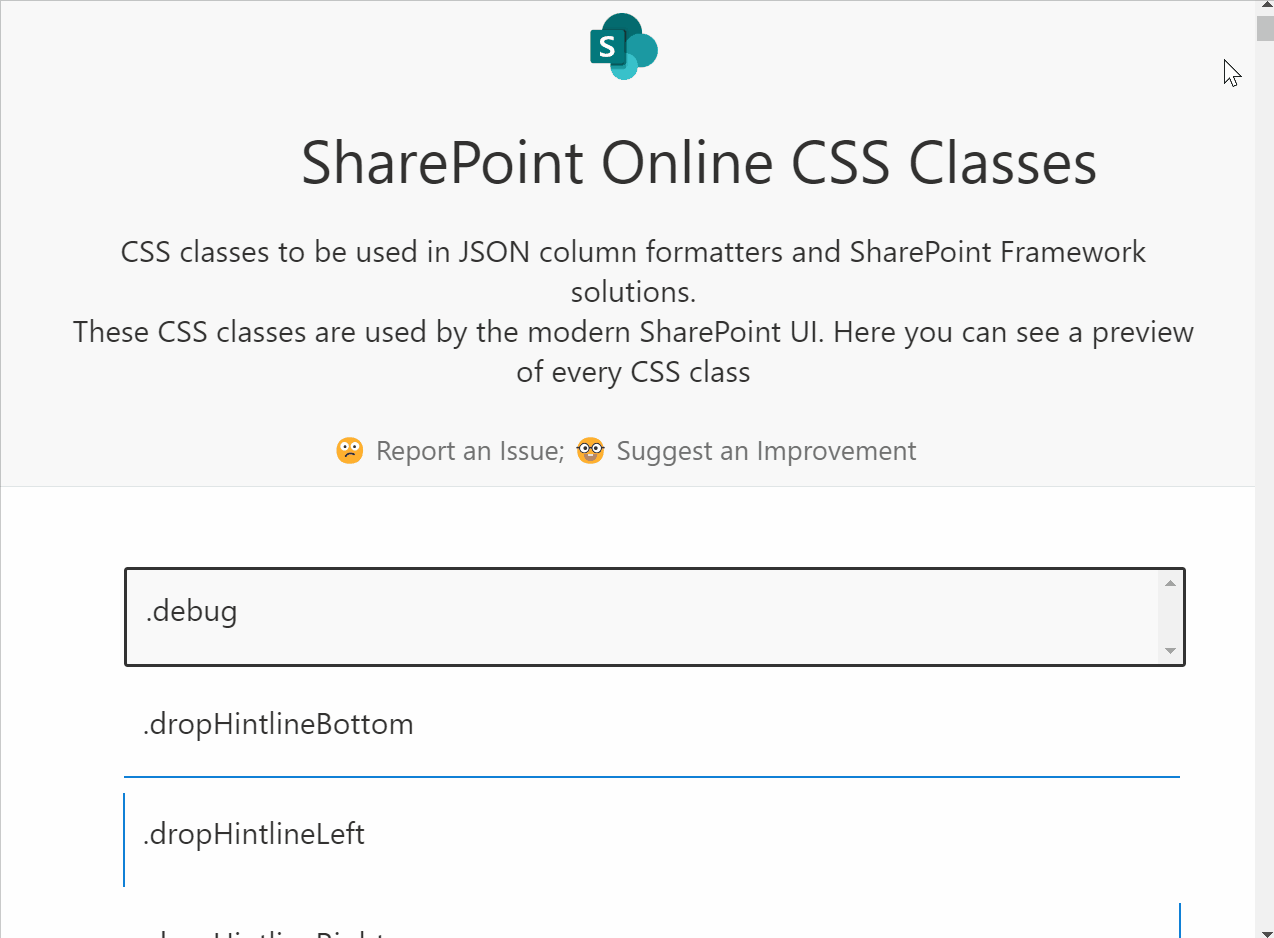 S
SharePoint Online CSS Classes
CSS classes to be used in JSON column formatters and SharePoint Framework
solutions.
These CSS classes are used by the modern SharePoint UI. Here you can see a preview
of every CSS class
Report an Issue; Suggest an Improvement
.debug
.dropHintlineBottom
.dropHintlineLeft